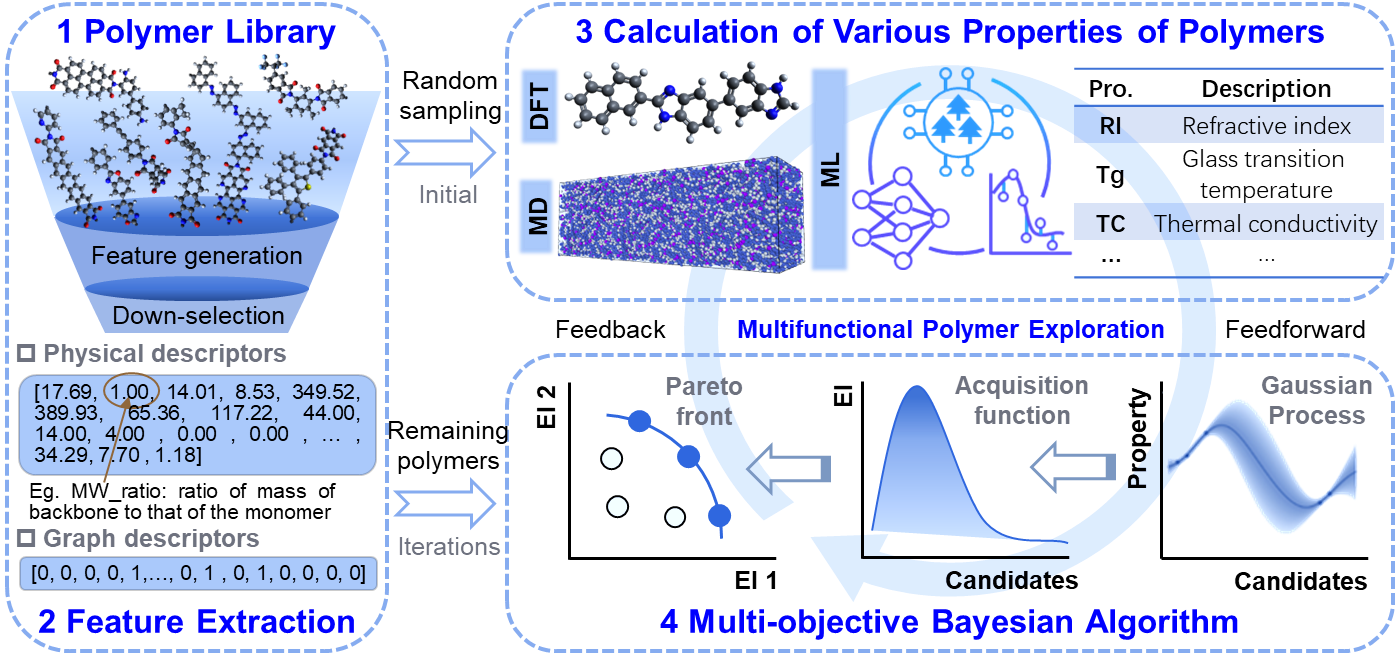 1 Polymer Library
Feature generation
Down-selection
Physical descriptors
[17.69, 1.00, 14.01, 8.53, 349.52,
389.93, 65.36, 117.22, 44.00,
14.00, 4.00 , 0.00 , 0.00 , … ,
34.29, 7.70 , 1.18]
Eg. MW_ratio: ratio of mass of
backbone to that of the monomer
Graph descriptors
[0, 0, 0, 0, 1,…, 0, 1 , 0, 1, 0, 0, 0, 0]
2 Feature Extraction
Random
sampling
Initial
Remaining
polymers
Iterations
3 Calculation of Various Properties of Polymers
DFT
MD
ML
Pro. Description
RI Refractive index
Tg Glass transition
temperature
TC Thermal conductivity
... ...
Feedback
Multifunctional Polymer Exploration
Feedforward
EI 2
Pareto
front
EI 1
EI
Acquisition
function
Candidates
Property
Gaussian
Process
Candidates
4 Multi-objective Bayesian Algorithm